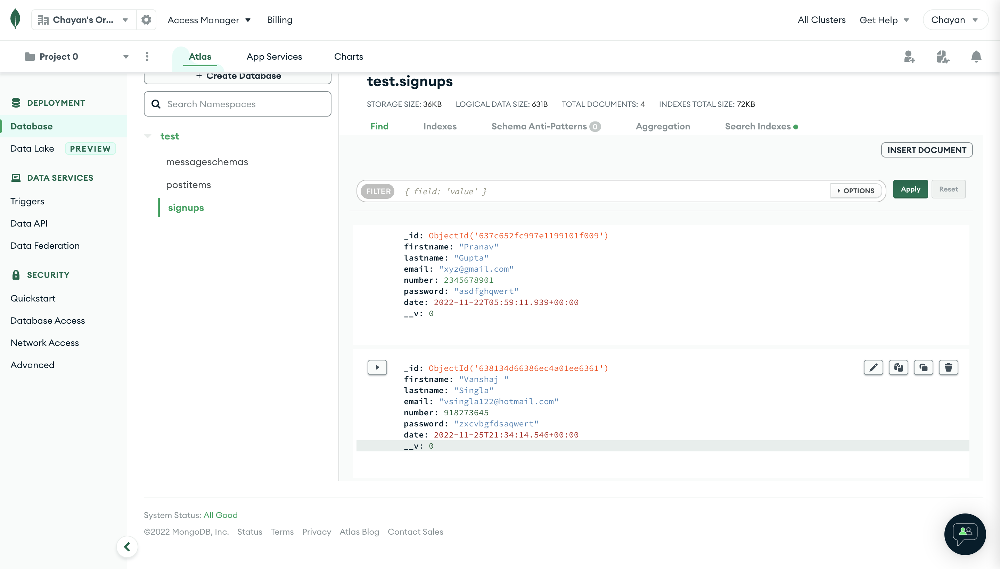 Chayan's Or...
Access Manager
Billing
All Clusters
Get Help
Chayan
Project 0
Atlas
App Services
Charts
+ Create Database
test.signups
DEPLOYMENT
Search Namespaces
STORAGE SIZE: 36KB LOGICAL DATA SIZE: 631B TOTAL DOCUMENTS: 4 INDEXES TOTAL SIZE: 72KB
Database
Find Indexes Schema Anti-Patterns 0 Aggregation Search Indexes
test
Data Lake PREVIEW
INSERT DOCUMENT
messageschemas
DATA SERVICES
postitems
FILTER { field: 'value' } OPTIONS Apply Reset
Triggers
signups
Data API
Data Federation
_id: ObjectId('637c652fc997e1199101f009')
firstname: "Pranav"
lastname: "Gupta"
email: "xyz@gmail.com"
number: 2345678901
password: "asdfghqwert"
date: 2022-11-22T05:59:11.939+00:00
__v: 0
SECURITY
Quickstart
Database Access
Network Access
Advanced
_id: ObjectId('638134d66386ec4a01ee6361')
firstname: "Vanshaj "
lastname: "Singla"
email: "vsingla122@hotmail.com"
number: 918273645
password: "zxcvbgfdsaqwert"
date: 2022-11-25T21:34:14.546+00:00
__v: 0
System Status: All Good
©2022 MongoDB, Inc. Status Terms Privacy Atlas Blog Contact Sales